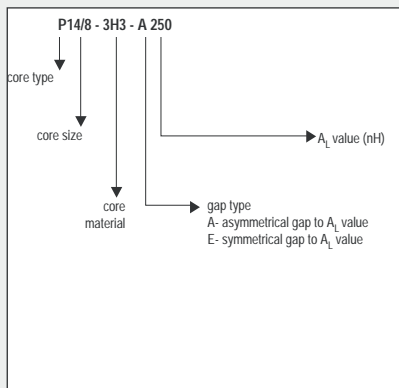 P14/8 - 3H3 - A 250
core type
core size
A_L value (nH)
core
material
gap type
A- asymmetrical gap to A_L value
E- symmetrical gap to A_L value